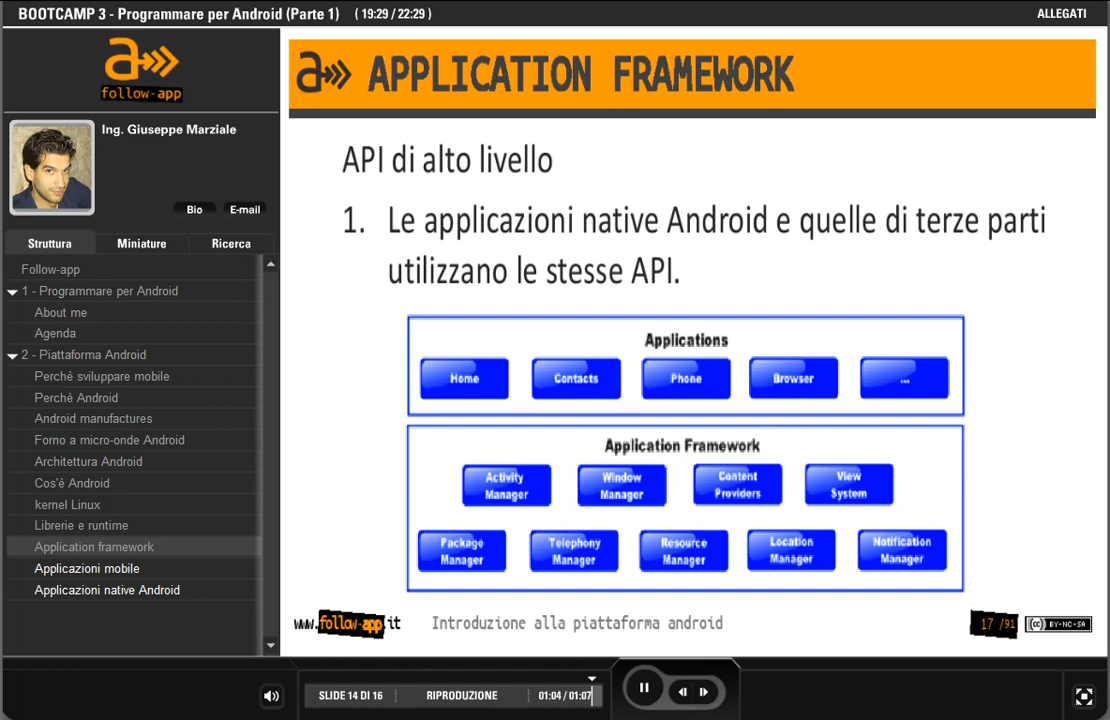 BOOTCAMP 3 - Programmare per Android (Parte 1) ( 19:29 / 22:29 )
ALLEGATI
a
follow-app
Ing. Giuseppe Marziale
Bio
E-mail
Struttura
Miniature
Ricerca
Follow-app
1 - Programmare per Android
About me
Agenda
2 - Piattaforma Android
Perchè sviluppare mobile
Perchè Android
Android manufactures
Forno a micro-onde Android
Architettura Android
Cos'è Android
kernel Linux
Librerie e runtime
Application framework
Applicazioni mobile
Applicazioni native Android
a APPLICATION FRAMEWORK
API di alto livello
1. Le applicazioni native Android e quelle di terze parti
utilizzano le stesse API.
Applications
Home
Contacts
Phone
Browser
...
Application Framework
Activity
Manager
Window
Manager
Content
Providers
View
System
Package
Manager
Telephony
Manager
Resource
Manager
Location
Manager
Notification
Manager
www.follow-app.it
Introduzione alla piattaforma android
17 /91
(cc) BY-NC-SA
SLIDE 14 DI 16
RIPRODUZIONE
01:04 / 01:07